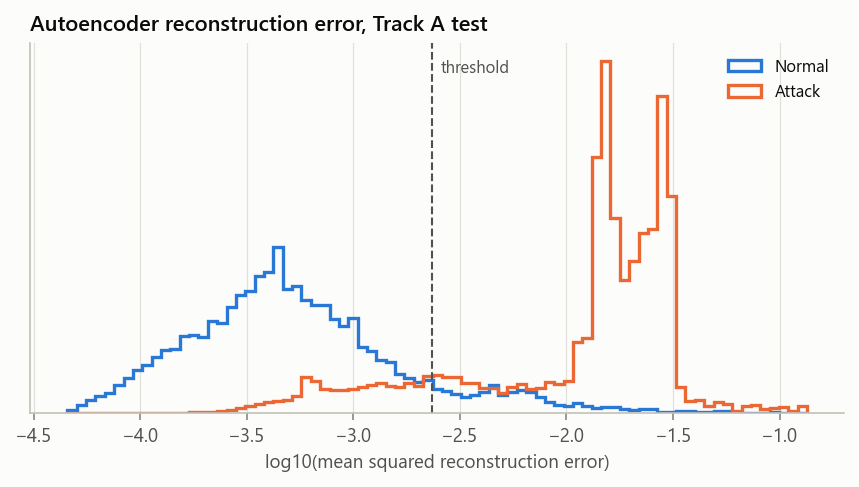 Autoencoder reconstruction error, Track A test
threshold
Normal
Attack
−4.5 −4.0 −3.5 −3.0 −2.5 −2.0 −1.5 −1.0
log10(mean squared reconstruction error)